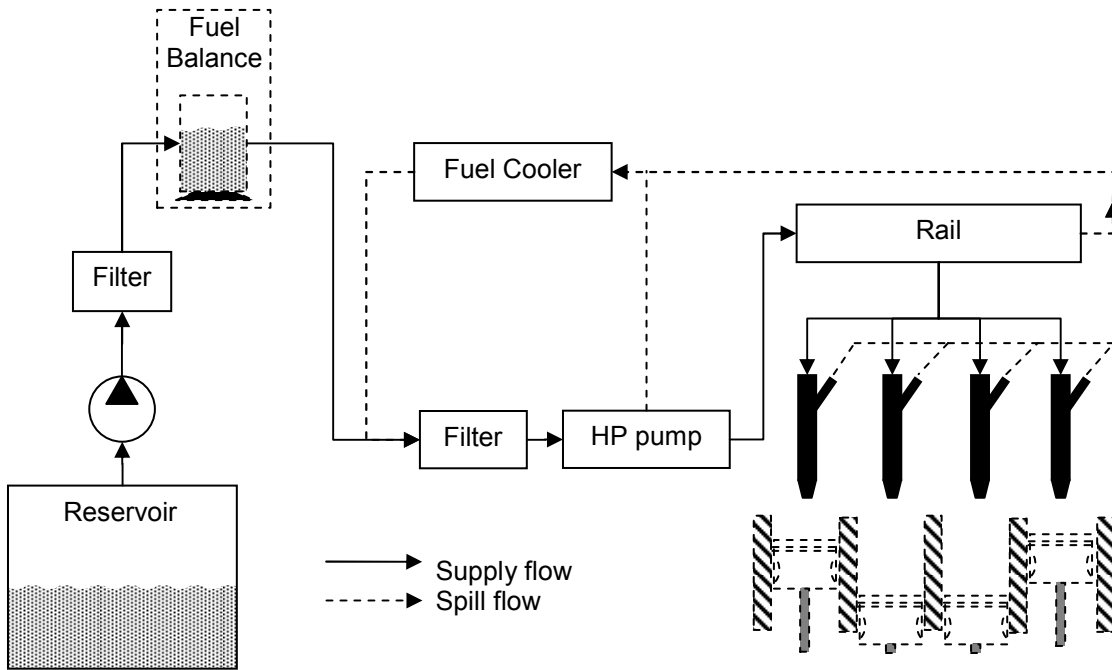 Fuel
Balance
Fuel Cooler
Rail
Filter
Filter
HP pump
Reservoir
Supply flow
Spill flow